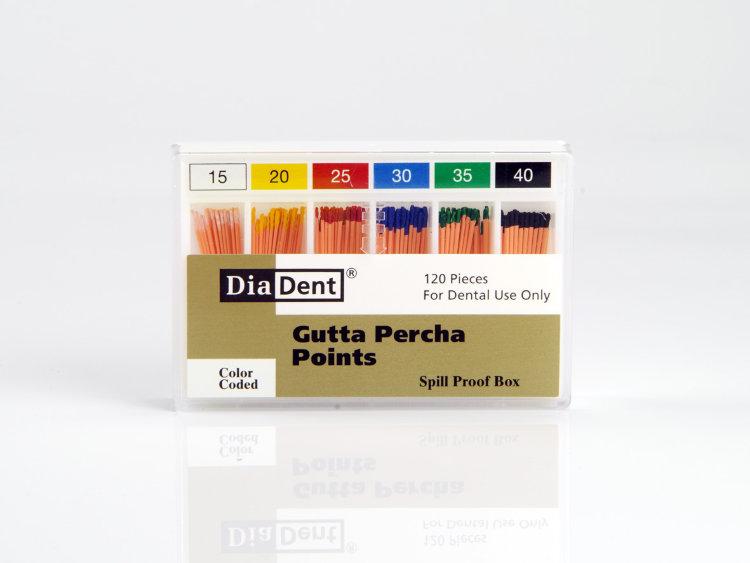 15 20 25 30 35 40
DiaDent®
120 Pieces
For Dental Use Only
Gutta Percha
Points
Color
Coded
Spill Proof Box